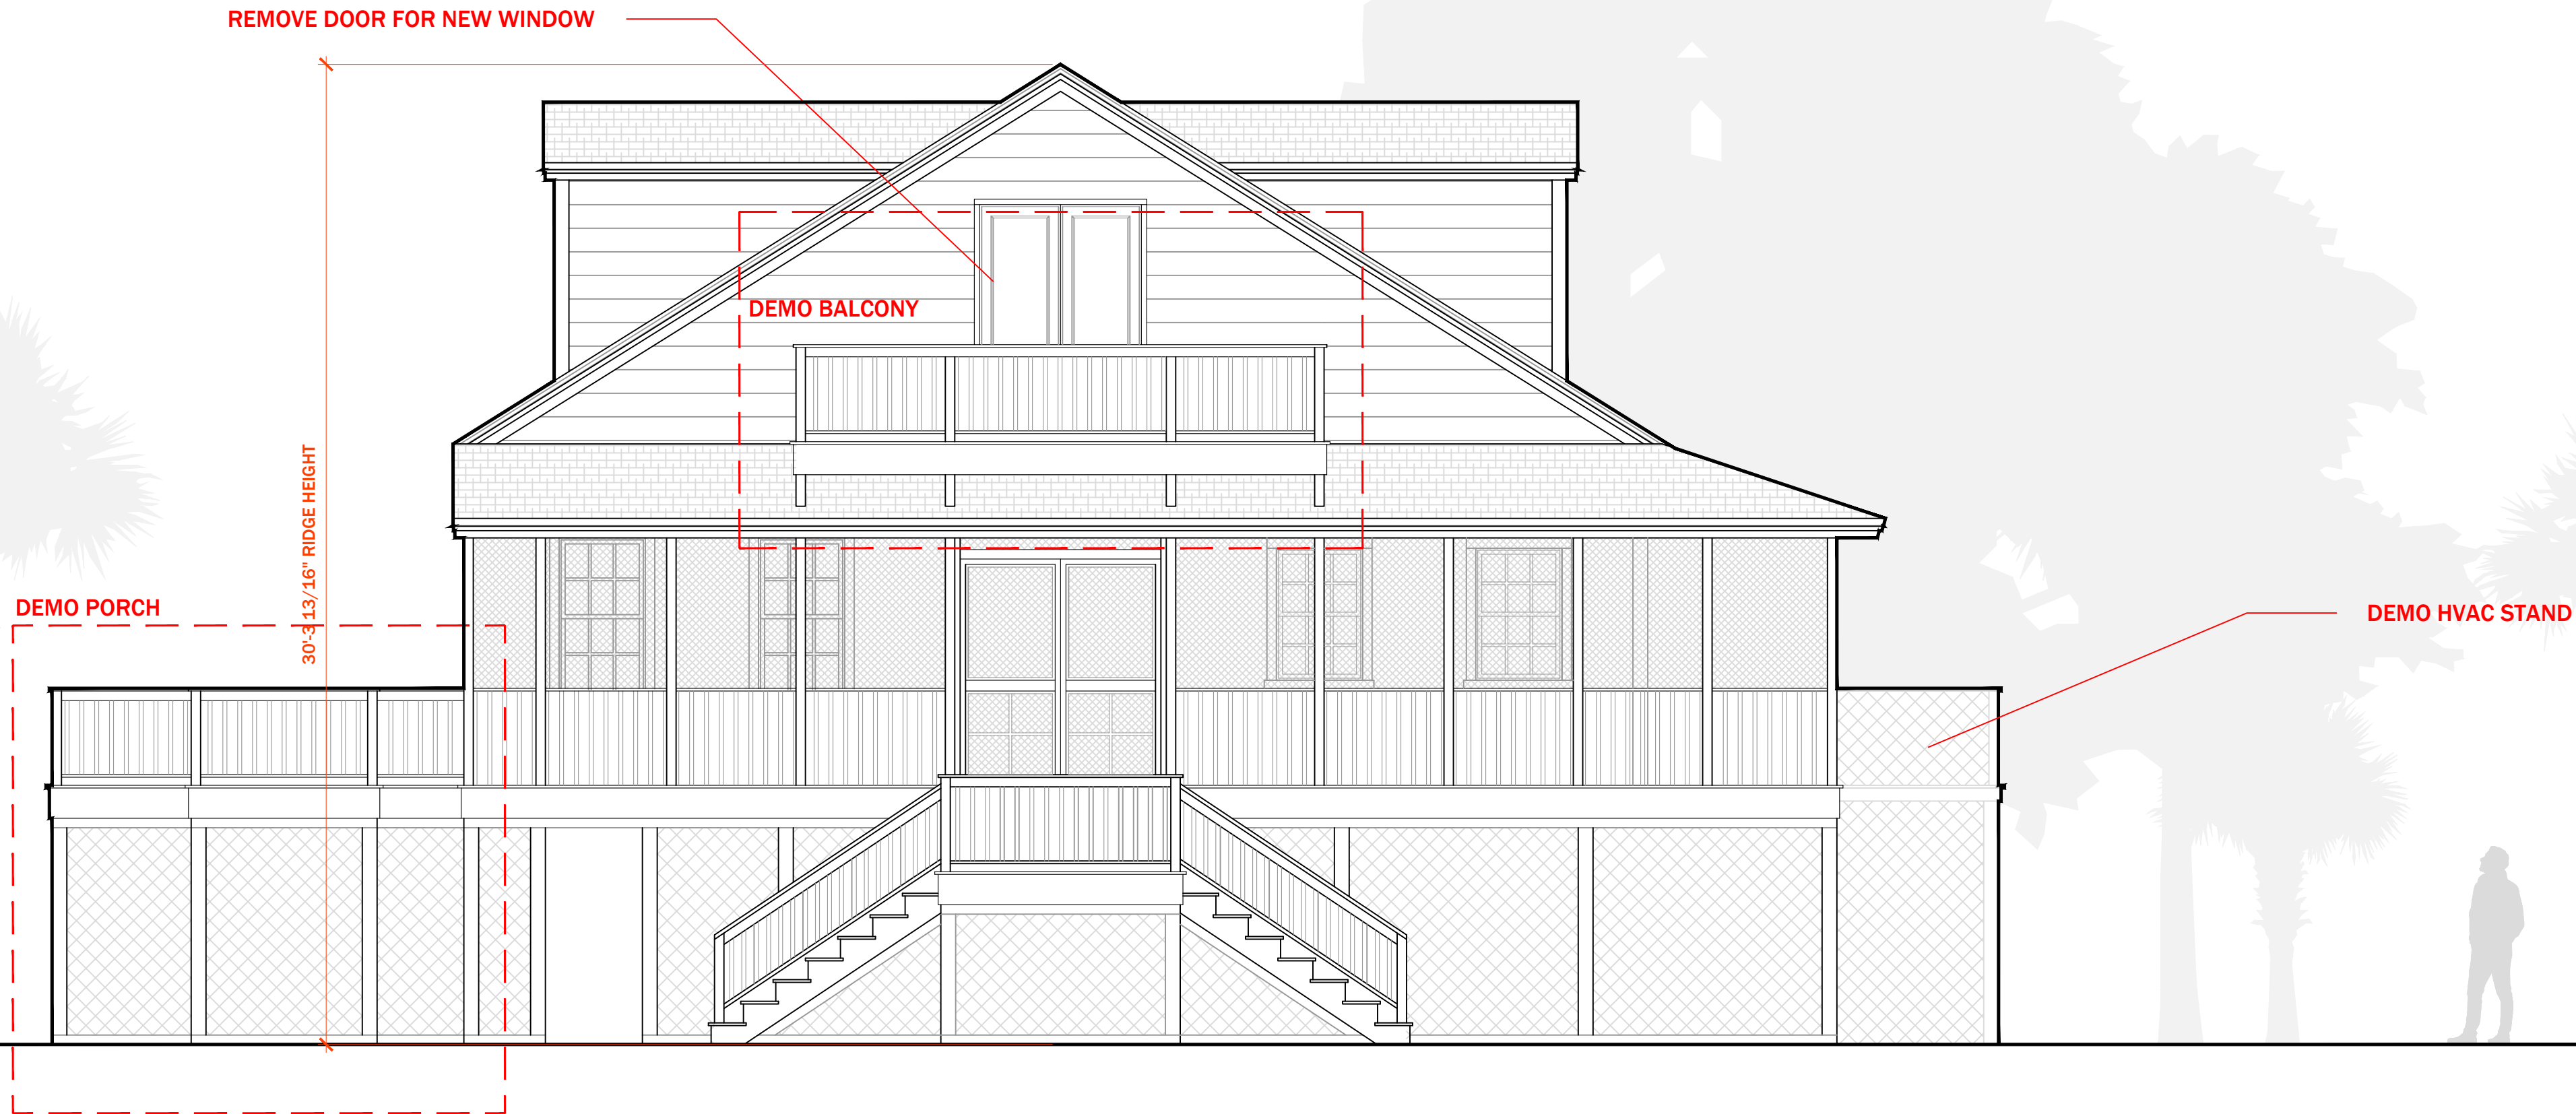 REMOVE DOOR FOR NEW WINDOW
DEMO BALCONY
30'-3 13/16" RIDGE HEIGHT
DEMO PORCH
DEMO HVAC STAND